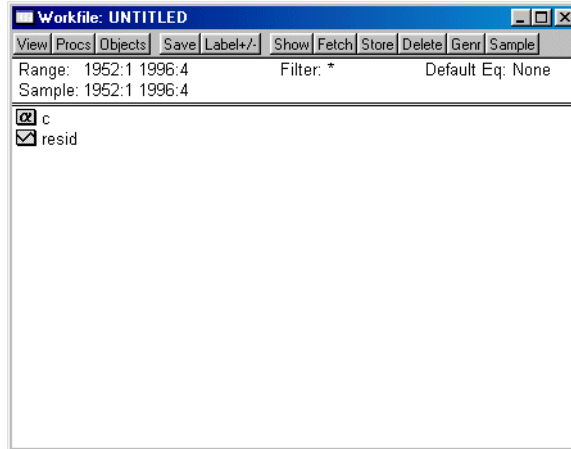 Workfile: UNTITLED
View Procs Objects Save Label+/- Show Fetch Store Delete Genr Sample
Range: 1952:1 1996:4 Filter: * Default Eq: None
Sample: 1952:1 1996:4
α c
resid